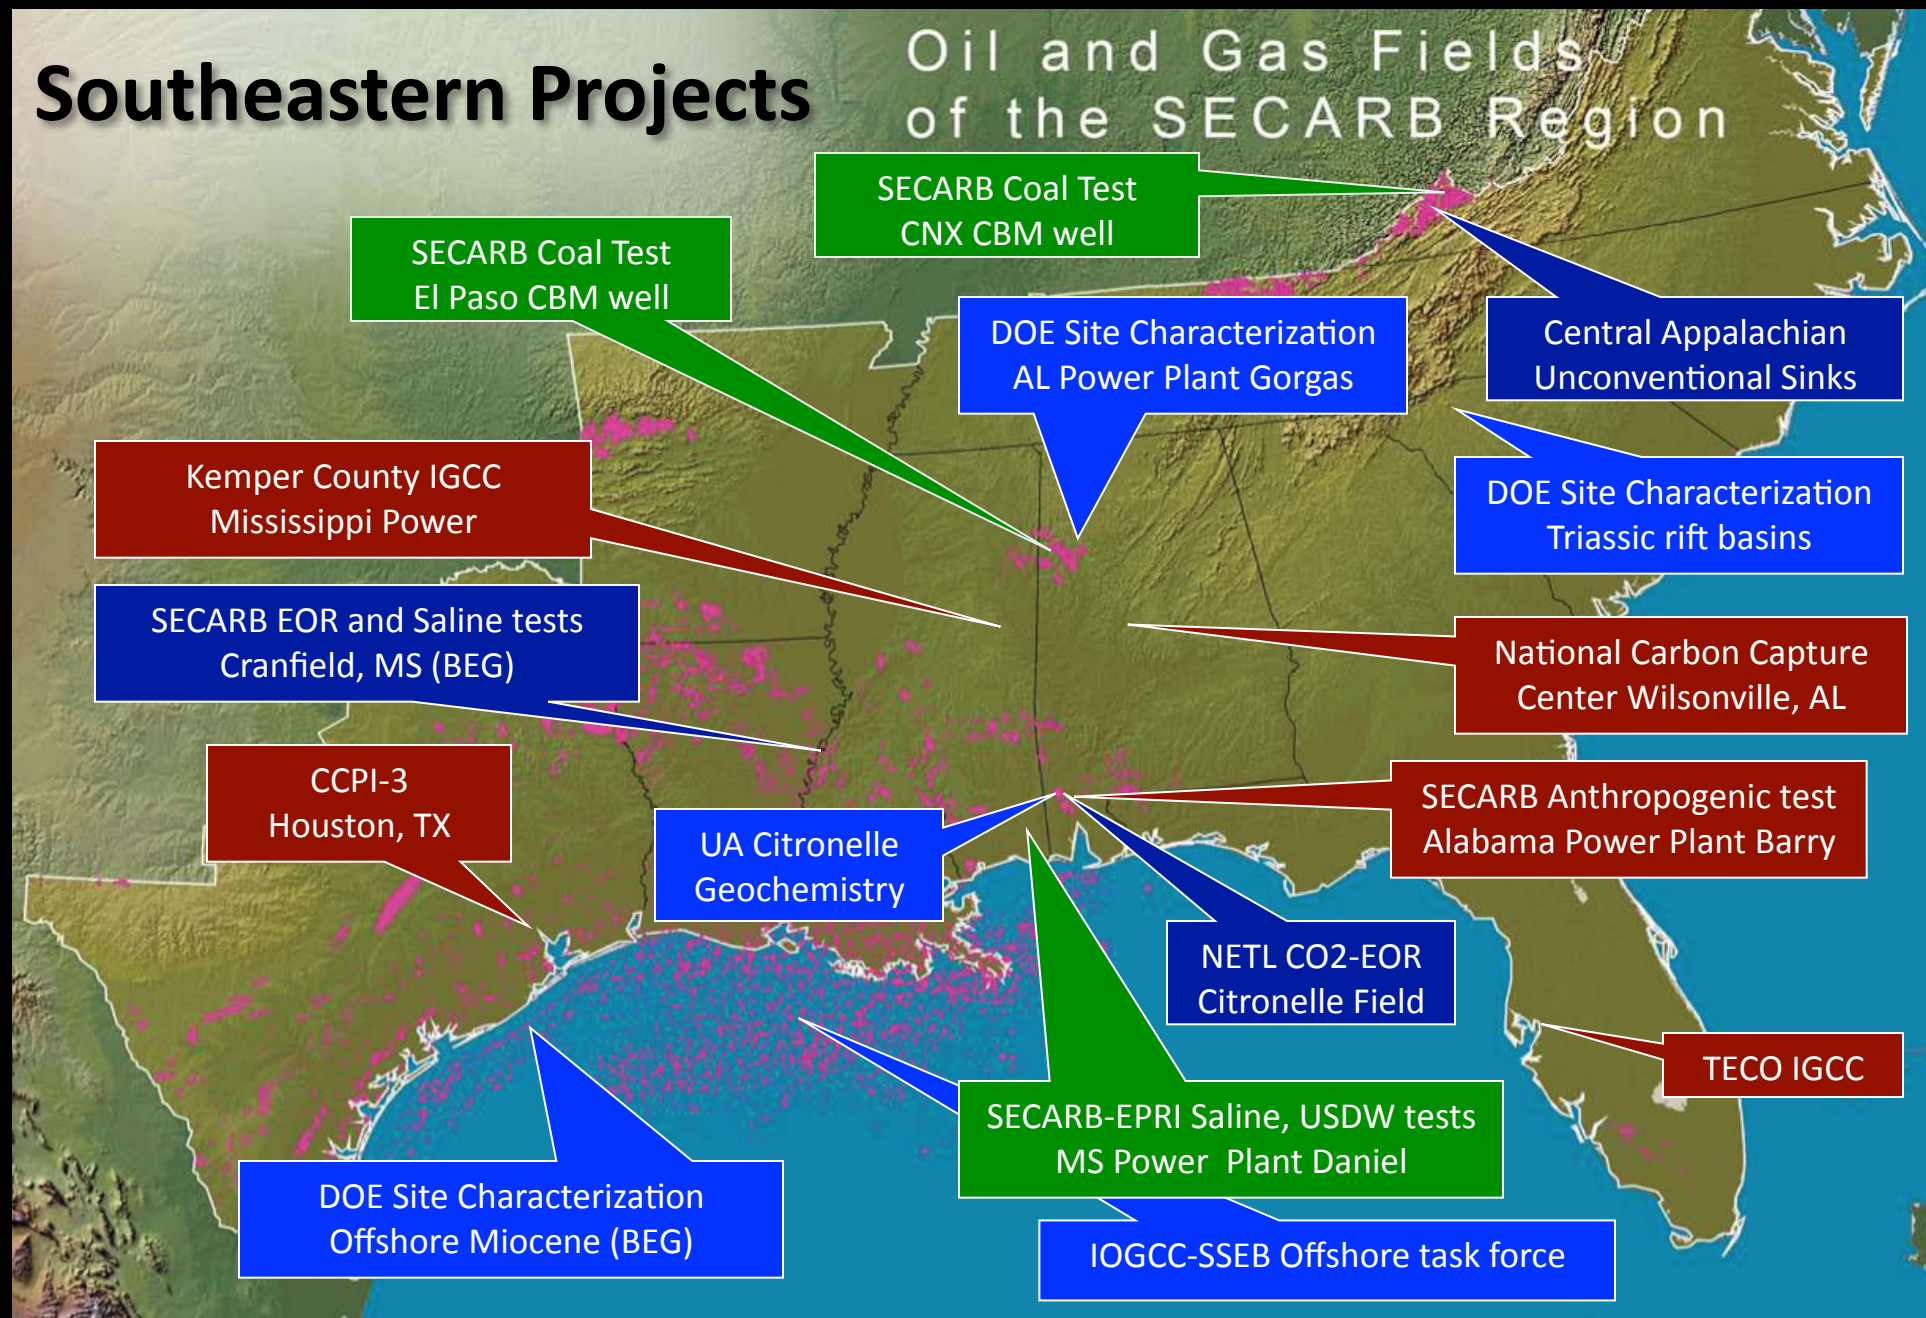 Southeastern Projects
Oil and Gas Fields
of the SECARB Region
SECARB Coal Test
CNX CBM well
SECARB Coal Test
El Paso CBM well
DOE Site Characterization
AL Power Plant Gorgas
Central Appalachian
Unconventional Sinks
Kemper County IGCC
Mississippi Power
DOE Site Characterization
Triassic rift basins
SECARB EOR and Saline tests
Cranfield, MS (BEG)
National Carbon Capture
Center Wilsonville, AL
CCPI-3
Houston, TX
SECARB Anthropogenic test
Alabama Power Plant Barry
UA Citronelle
Geochemistry
NETL CO2-EOR
Citronelle Field
TECO IGCC
SECARB-EPRI Saline, USDW tests
MS Power Plant Daniel
DOE Site Characterization
Offshore Miocene (BEG)
IOGCC-SSEB Offshore task force